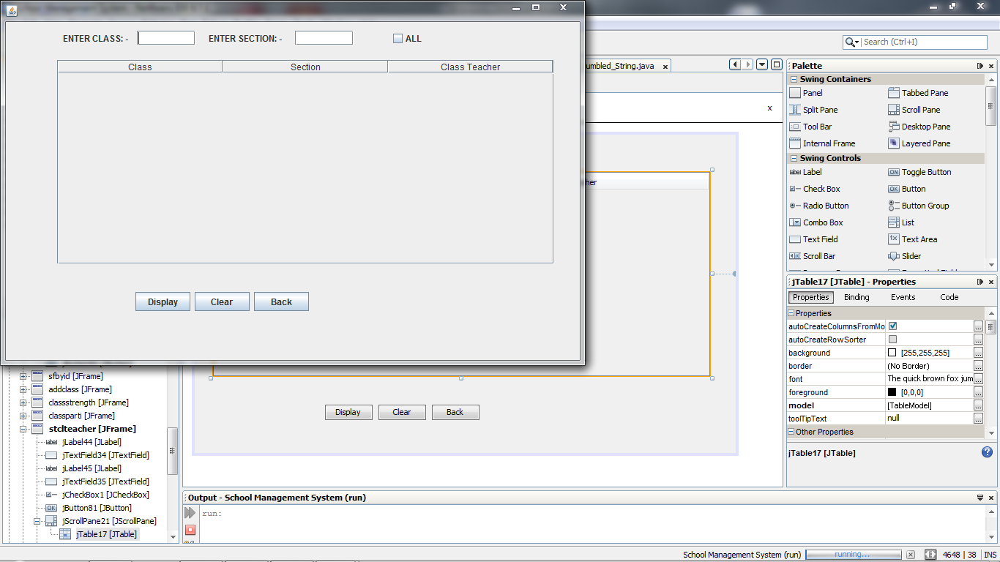 ENTER CLASS: -
ENTER SECTION: -
ALL
Class Section Class Teacher
Display Clear Back
Search (Ctrl+I)
umbled_String.java
x
her
Display Clear Back
Palette
Swing Containers
Panel Tabbed Pane
Split Pane Scroll Pane
Tool Bar Desktop Pane
Internal Frame Layered Pane
Swing Controls
label Label ON Toggle Button
Check Box OK Button
Radio Button Button Group
Combo Box List
Text Field Text Area
Scroll Bar Slider
jTable17 [JTable] - Properties
Properties Binding Events Code
Properties
autoCreateColumnsFromMo
autoCreateRowSorter
background [255,255,255]
border (No Border)
font The quick brown fox jum
foreground [0,0,0]
model [TableModel]
toolTipText null
Other Properties
jTable17 [JTable]
sfbyid [JFrame]
addclass [JFrame]
classstrength [JFrame]
classparti [JFrame]
stclteacher [JFrame]
label jLabel44 [JLabel]
jTextField34 [JTextField]
label jLabel45 [JLabel]
jTextField35 [JTextField]
jCheckBox1 [JCheckBox]
OK jButton81 [JButton]
jScrollPane21 [JScrollPane]
jTable17 [JTable]
Output - School Management System (run)
run:
School Management System (run) running... 4648 | 38 INS